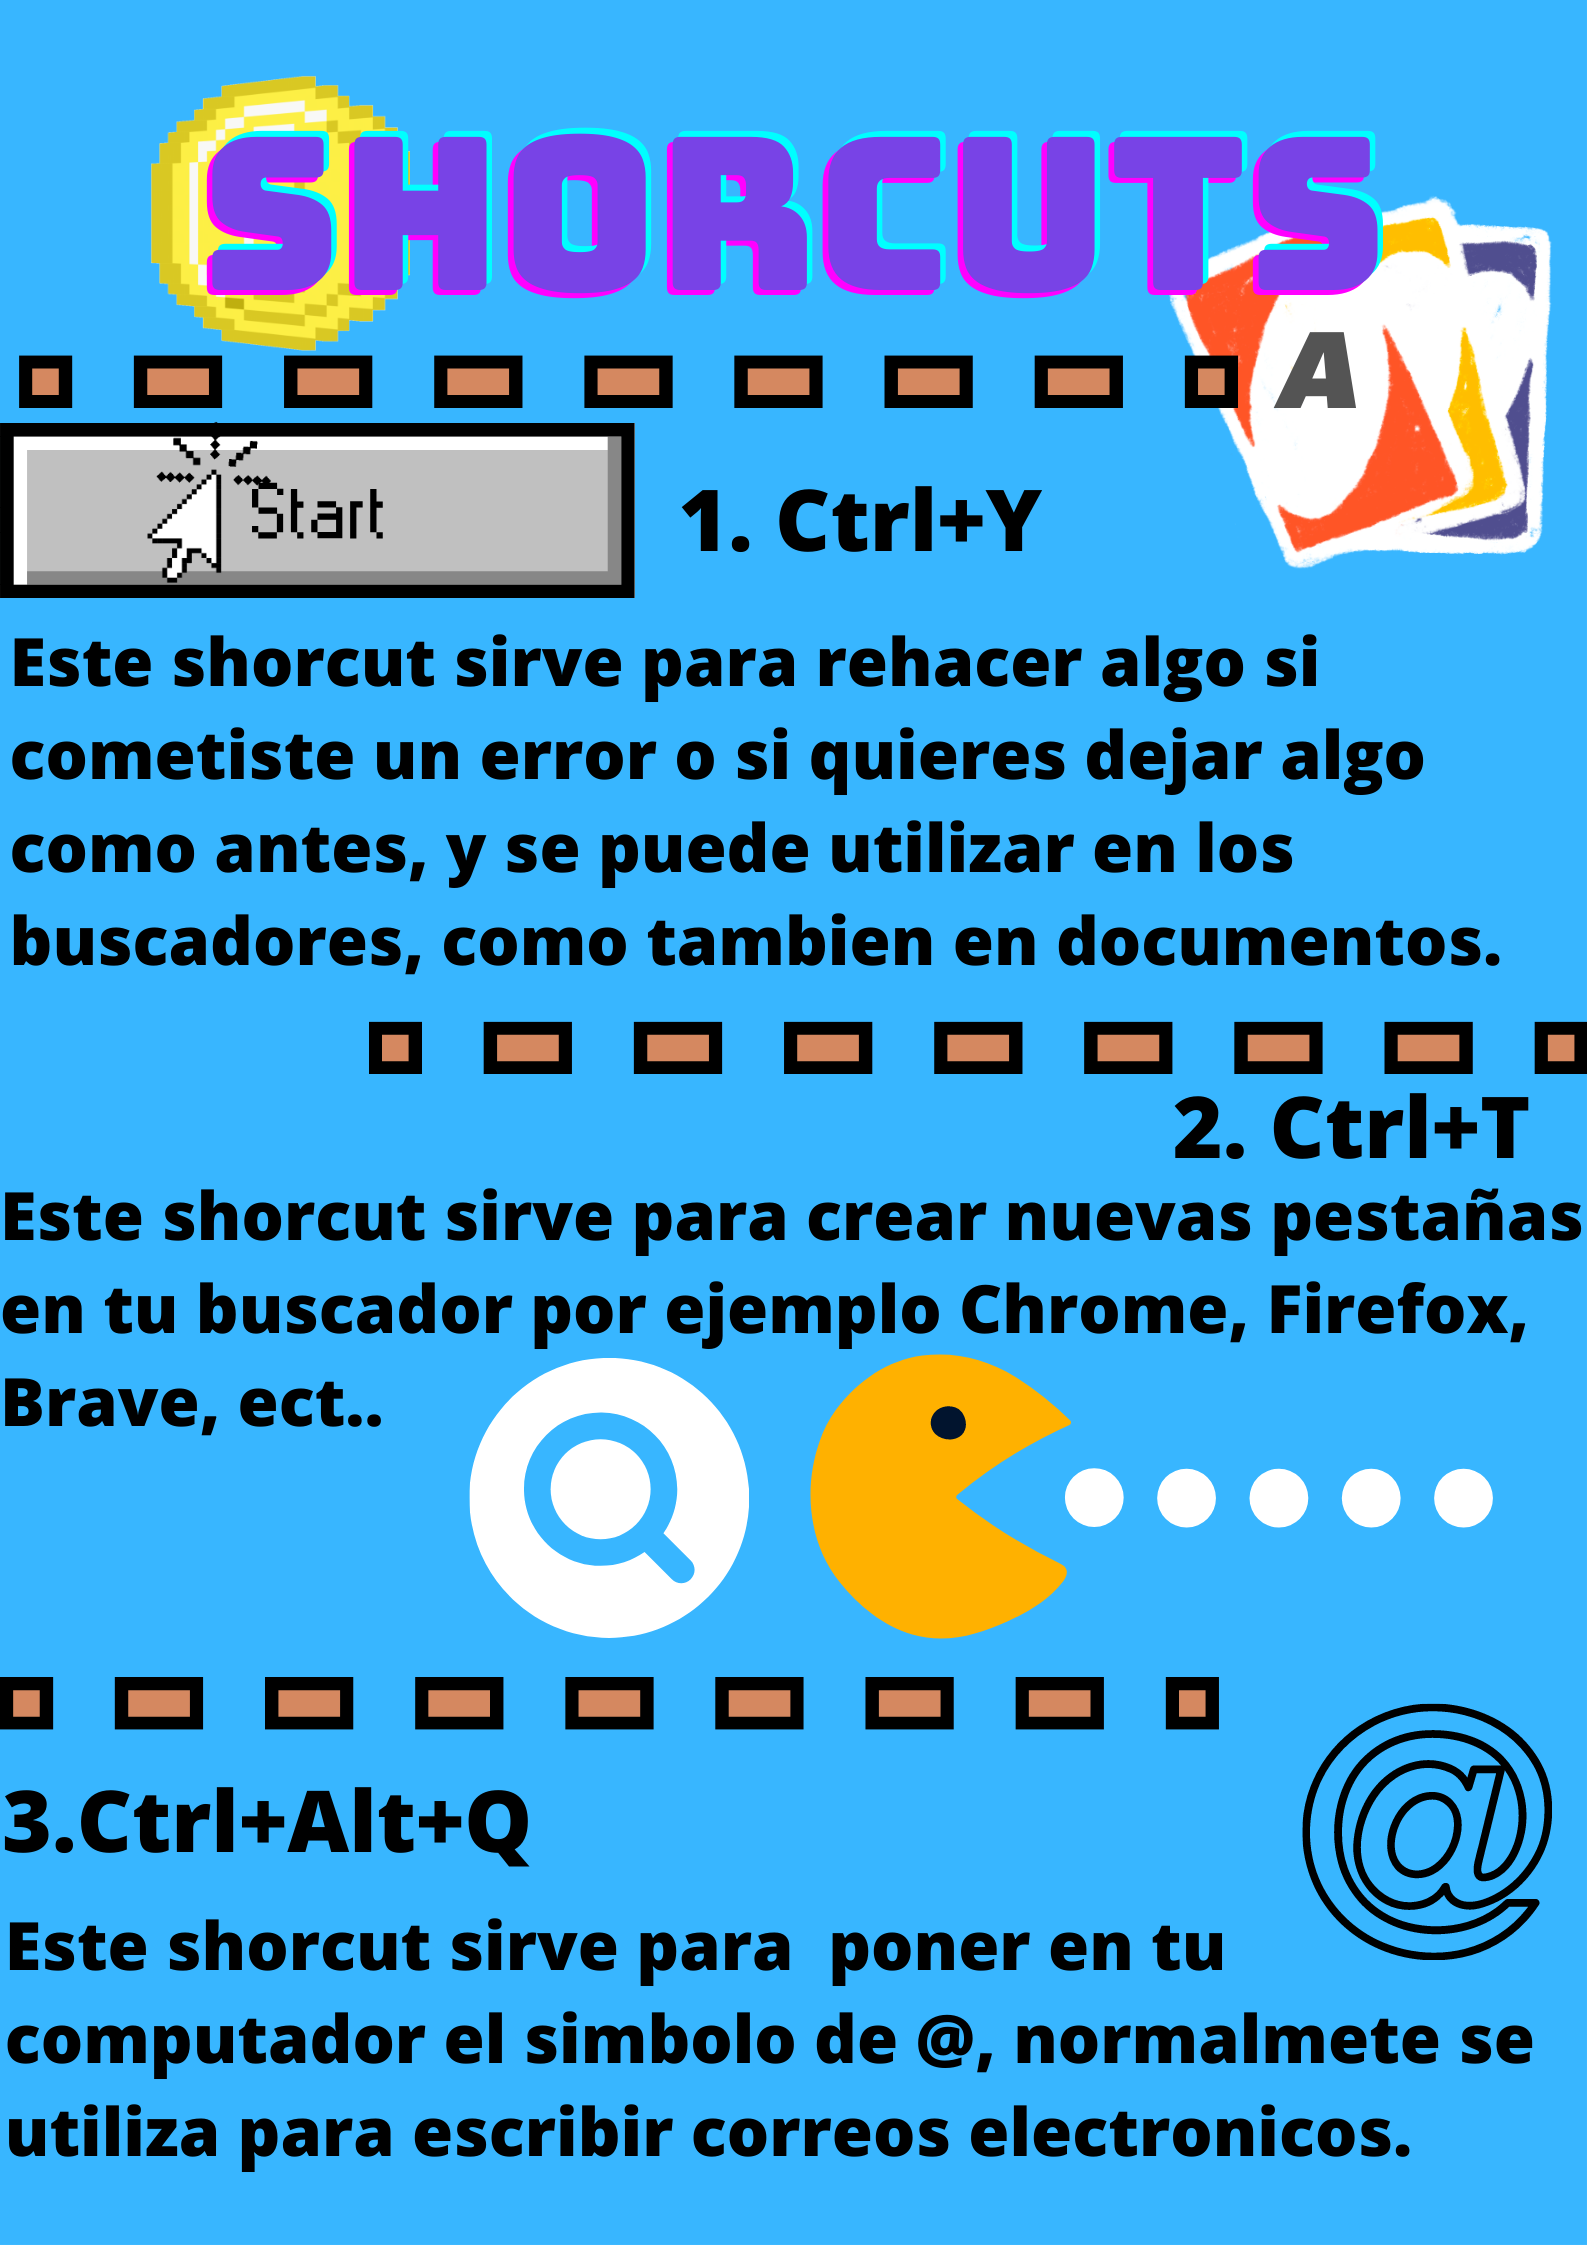 SHORCUTS
A
Start
1. Ctrl+Y
Este shorcut sirve para rehacer algo si
cometiste un error o si quieres dejar algo
como antes, y se puede utilizar en los
buscadores, como tambien en documentos.
2. Ctrl+T
Este shorcut sirve para crear nuevas pestañas
en tu buscador por ejemplo Chrome, Firefox,
Brave, ect..
3.Ctrl+Alt+Q
@
Este shorcut sirve para  poner en tu
computador el simbolo de @, normalmete se
utiliza para escribir correos electronicos.